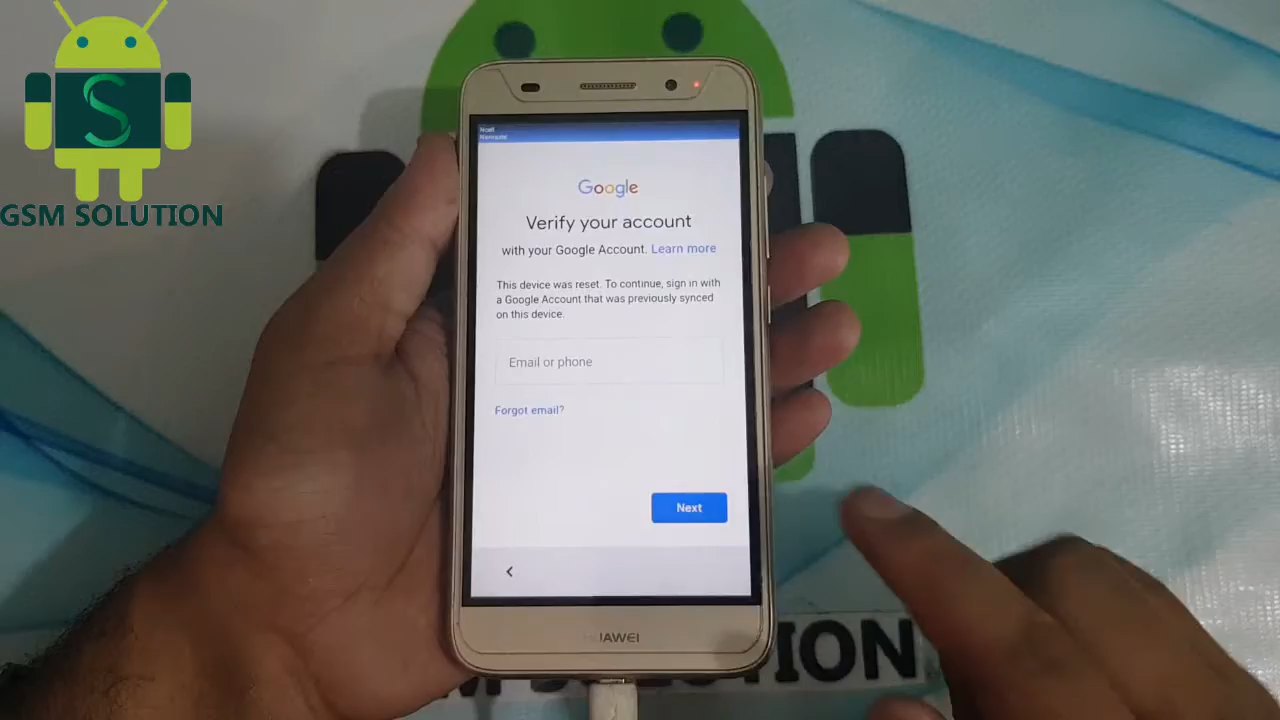 S
GSM SOLUTION
Google
Verify your account
with your Google Account. Learn more
This device was reset. To continue, sign in with
a Google Account that was previously synced
on this device.
Email or phone
Forgot email?
Next
HUAWEI
ION